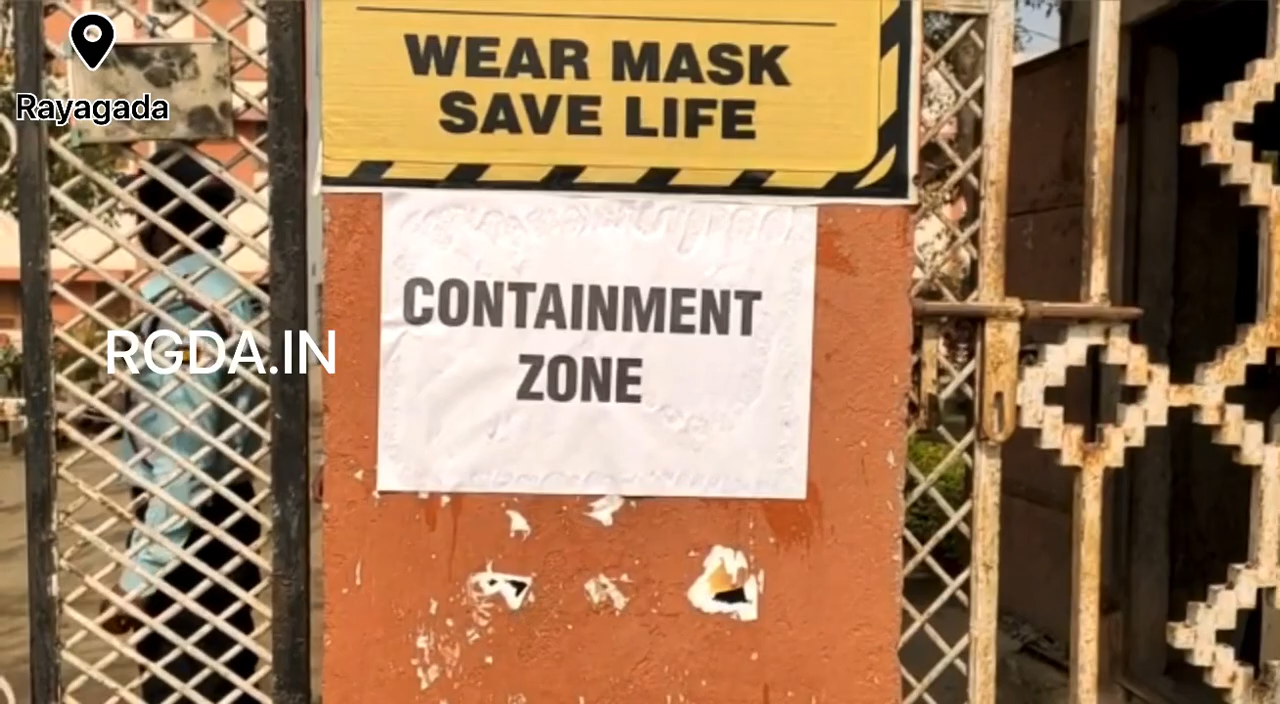 WEAR MASK
SAVE LIFE
Rayagada
CONTAINMENT
ZONE
RGDA.IN